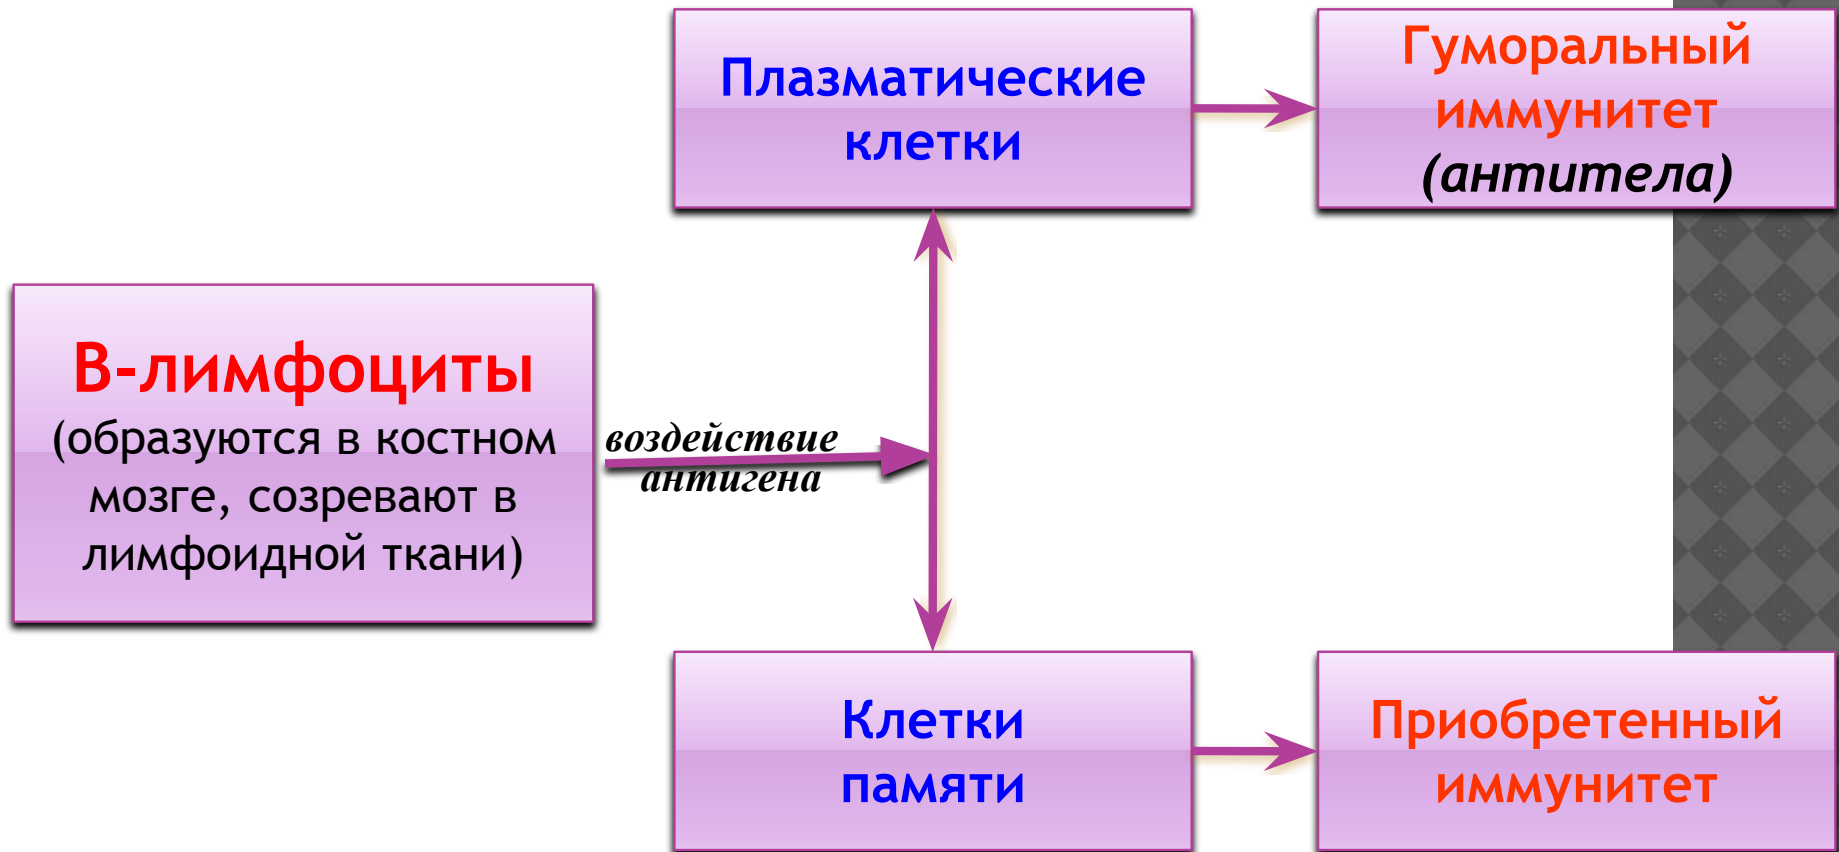 Плазматические
клетки
Гуморальный
иммунитет
(антитела)
В-лимфоциты
(образуются в костном
мозге, созревают в
лимфоидной ткани)
воздействие
антигена
Клетки
памяти
Приобретенный
иммунитет